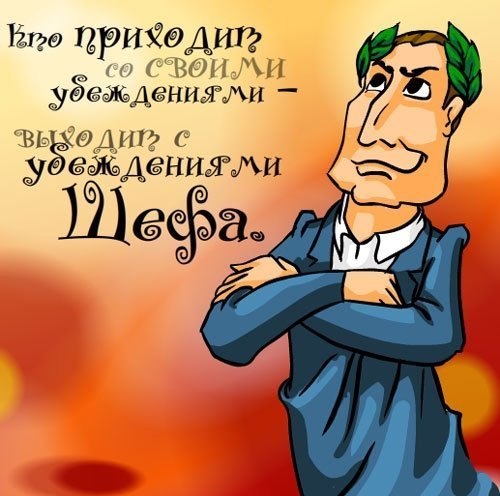 Кто приходит
со своими
убеждениями –
выходит с
убеждениями
Шефа.